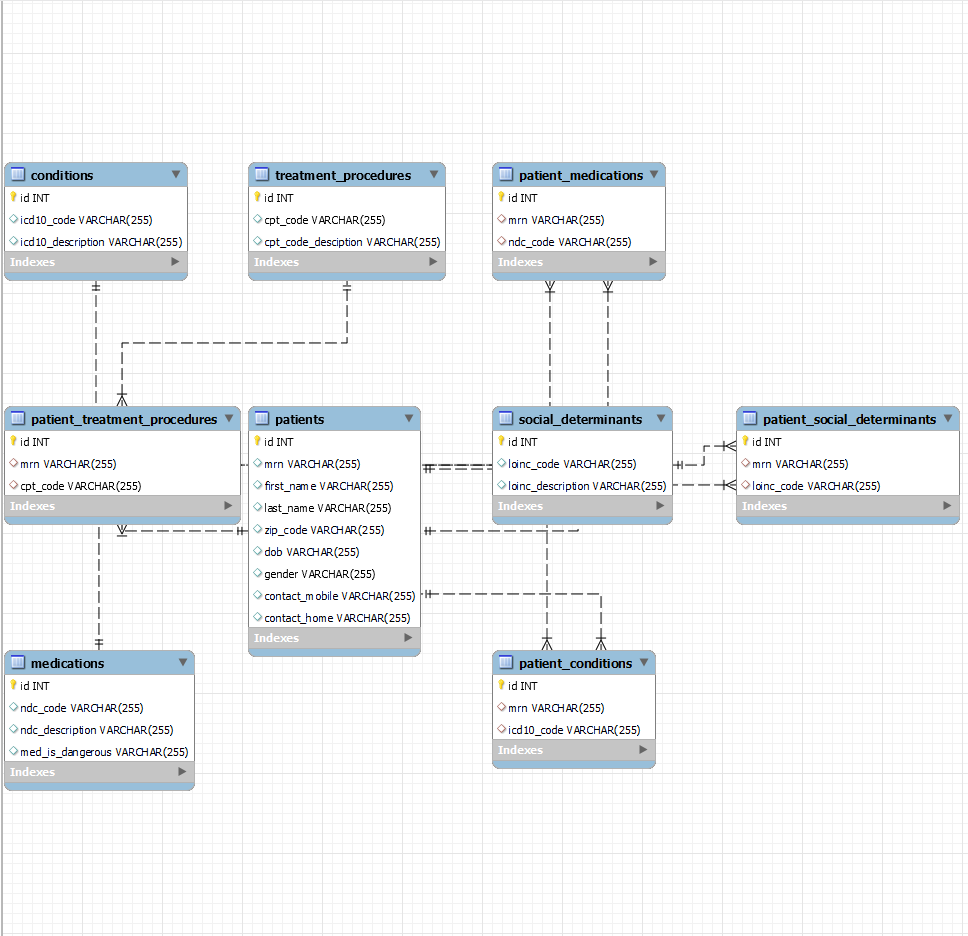 conditions
id INT
icd10_code VARCHAR(255)
icd10_description VARCHAR(255)
Indexes
treatment_procedures
id INT
cpt_code VARCHAR(255)
cpt_code_desciption VARCHAR(255)
Indexes
patient_medications
id INT
mrn VARCHAR(255)
ndc_code VARCHAR(255)
Indexes
patient_treatment_procedures
id INT
mrn VARCHAR(255)
cpt_code VARCHAR(255)
Indexes
patients
id INT
mrn VARCHAR(255)
first_name VARCHAR(255)
last_name VARCHAR(255)
zip_code VARCHAR(255)
dob VARCHAR(255)
gender VARCHAR(255)
contact_mobile VARCHAR(255)
contact_home VARCHAR(255)
Indexes
social_determinants
id INT
loinc_code VARCHAR(255)
loinc_description VARCHAR(255)
Indexes
patient_social_determinants
id INT
mrn VARCHAR(255)
loinc_code VARCHAR(255)
Indexes
medications
id INT
ndc_code VARCHAR(255)
ndc_description VARCHAR(255)
med_is_dangerous VARCHAR(255)
Indexes
patient_conditions
id INT
mrn VARCHAR(255)
icd10_code VARCHAR(255)
Indexes